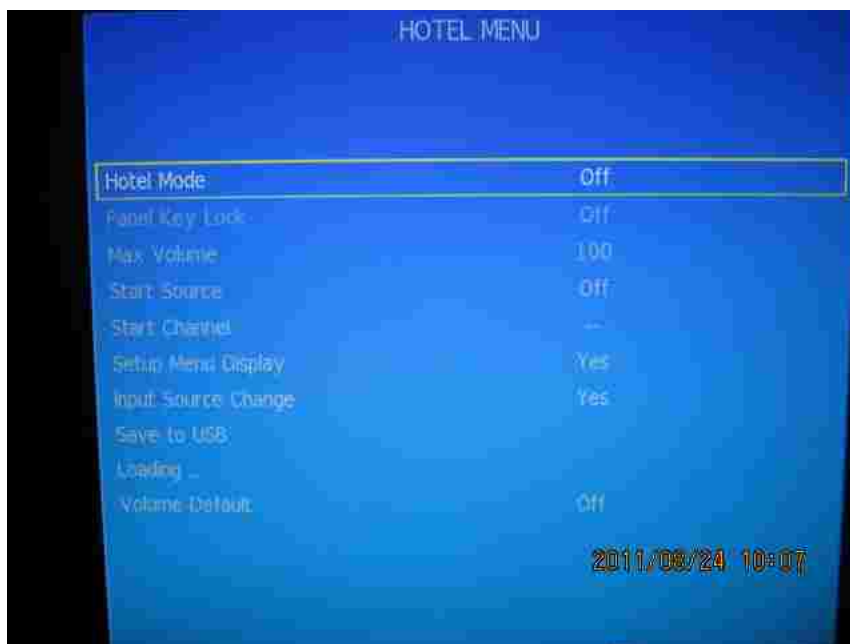 HOTEL MENU
Hotel Mode Off
Panel Key Lock Off
Max Volume 100
Start Source Off
Start Channel --
Setup Menu Display Yes
Input Source Change Yes
Save to USB
Loading ..
Volume Default Off
2011/08/24 10:07